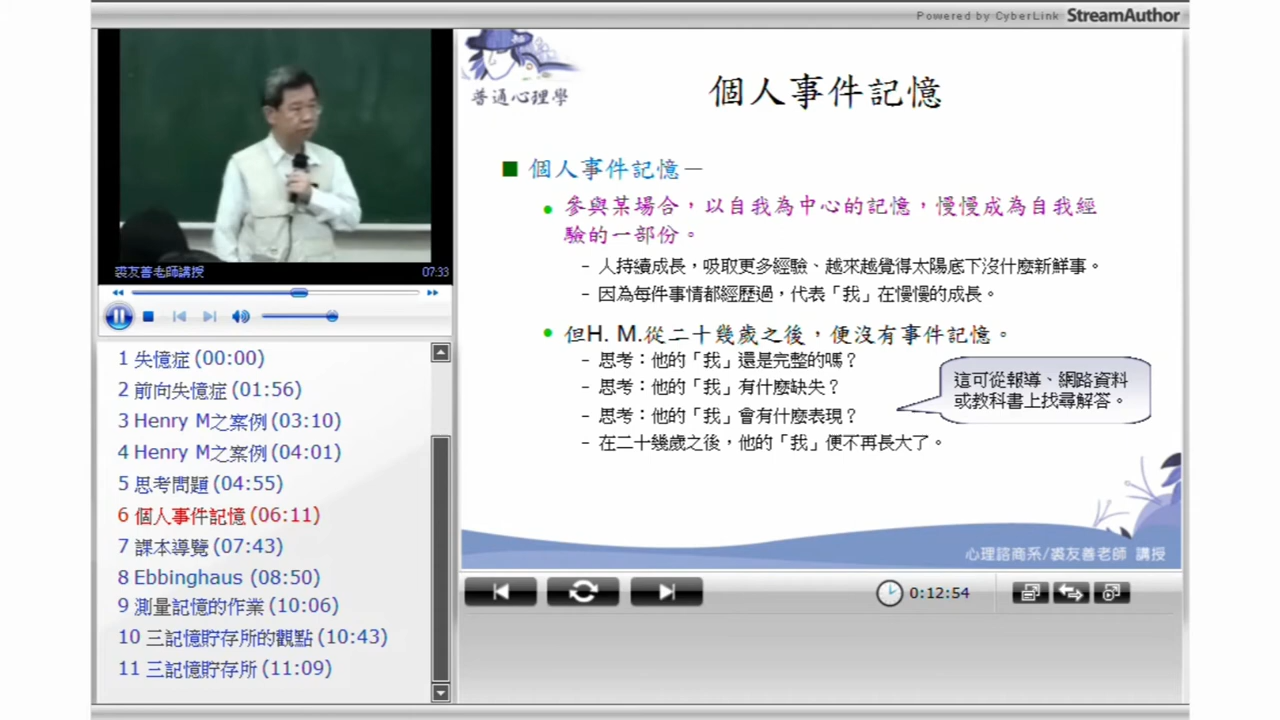 Powered by CyberLink StreamAuthor
普通心理學
個人事件記憶
裘友善老師講授
07:33
1 失憶症 (00:00)
2 前向失憶症 (01:56)
3 Henry M之案例 (03:10)
4 Henry M之案例 (04:01)
5 思考問題 (04:55)
6 個人事件記憶 (06:11)
7 課本導覽 (07:43)
8 Ebbinghaus (08:50)
9 測量記憶的作業 (10:06)
10 三記憶貯存所的觀點 (10:43)
11 三記憶貯存所 (11:09)
個人事件記憶－
參與某場合，以自我為中心的記憶，慢慢成為自我經
驗的一部份。
－ 人持續成長，吸取更多經驗、越來越覺得太陽底下沒什麼新鮮事。
－ 因為每件事情都經歷過，代表「我」在慢慢的成長。
但H. M.從二十幾歲之後，便沒有事件記憶。
－ 思考：他的「我」還是完整的嗎？
－ 思考：他的「我」有什麼缺失？
－ 思考：他的「我」會有什麼表現？
－ 在二十幾歲之後，他的「我」便不再長大了。
這可從報導、網路資料
或教科書上找尋解答。
心理諮商系/裘友善老師 講授
0:12:54